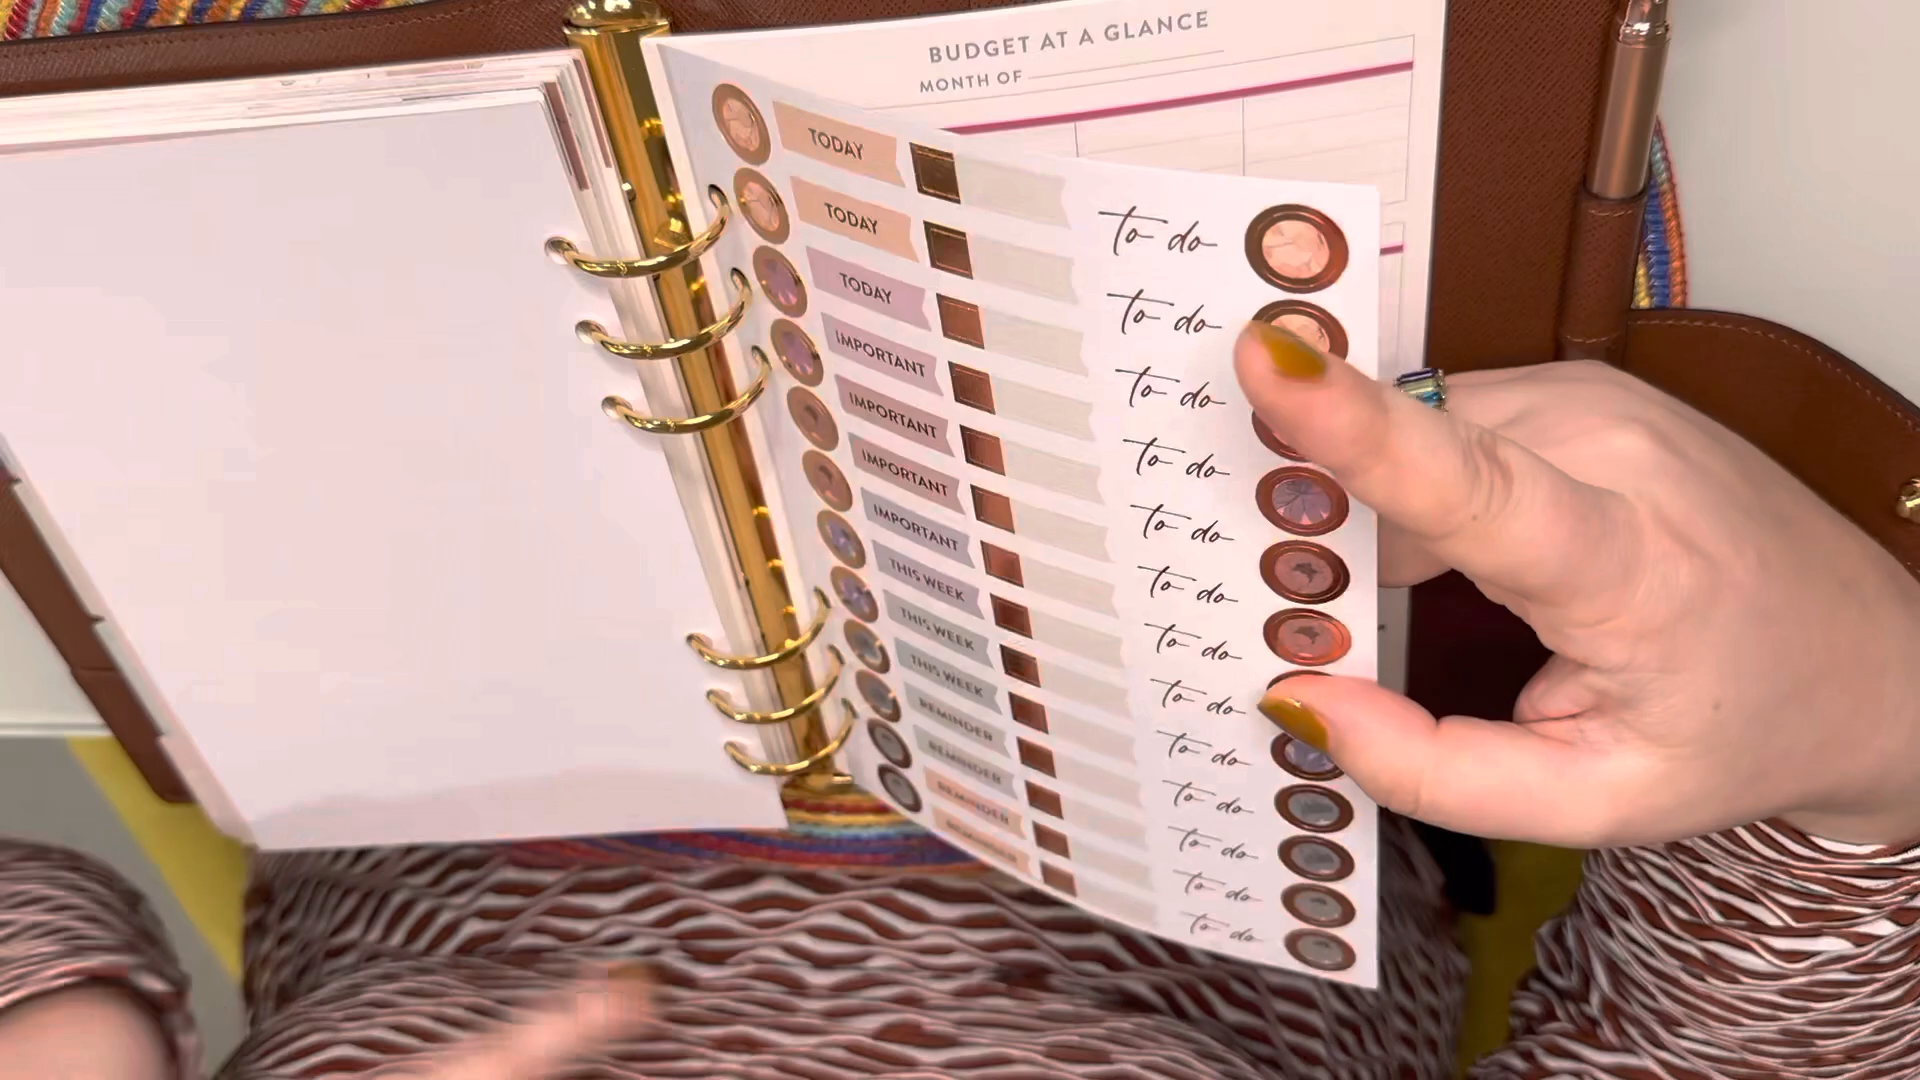 BUDGET AT A GLANCE
MONTH OF
TODAY
TODAY
TODAY
IMPORTANT
IMPORTANT
IMPORTANT
IMPORTANT
THIS WEEK
THIS WEEK
THIS WEEK
REMINDER
REMINDER
REMINDER
REMINDER
to do
to do
to do
to do
to do
to do
to do
to do
to do
to do
to do
to do
to do